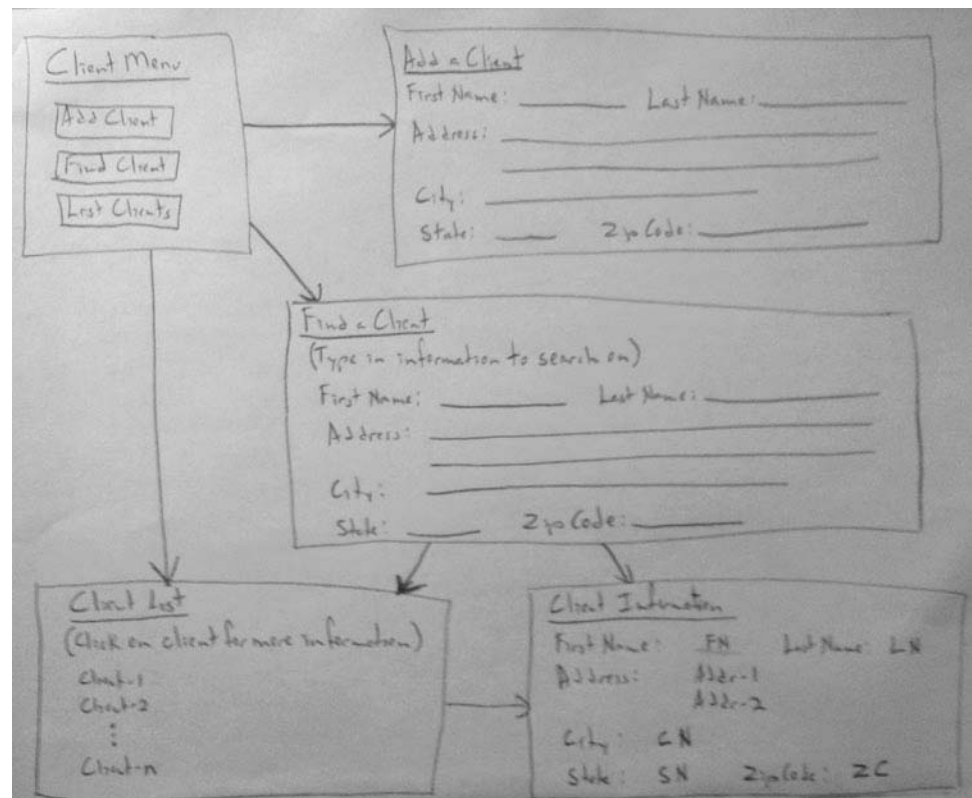 Client Menu
Add Client
Find Client
List Clients
Add a Client
First Name: Last Name:
Address:
City:
State: Zip Code:
Find a Client
(Type in information to search on)
First Name: Last Name:
Address:
City:
State: Zip Code:
Client List
(Click on client for more information)
Client-1
Client-2
⋮
Client-n
Client Information
First Name: FN Last Name: LN
Address: Addr-1
Addr-2
City: CN
State: SN Zip Code: ZC